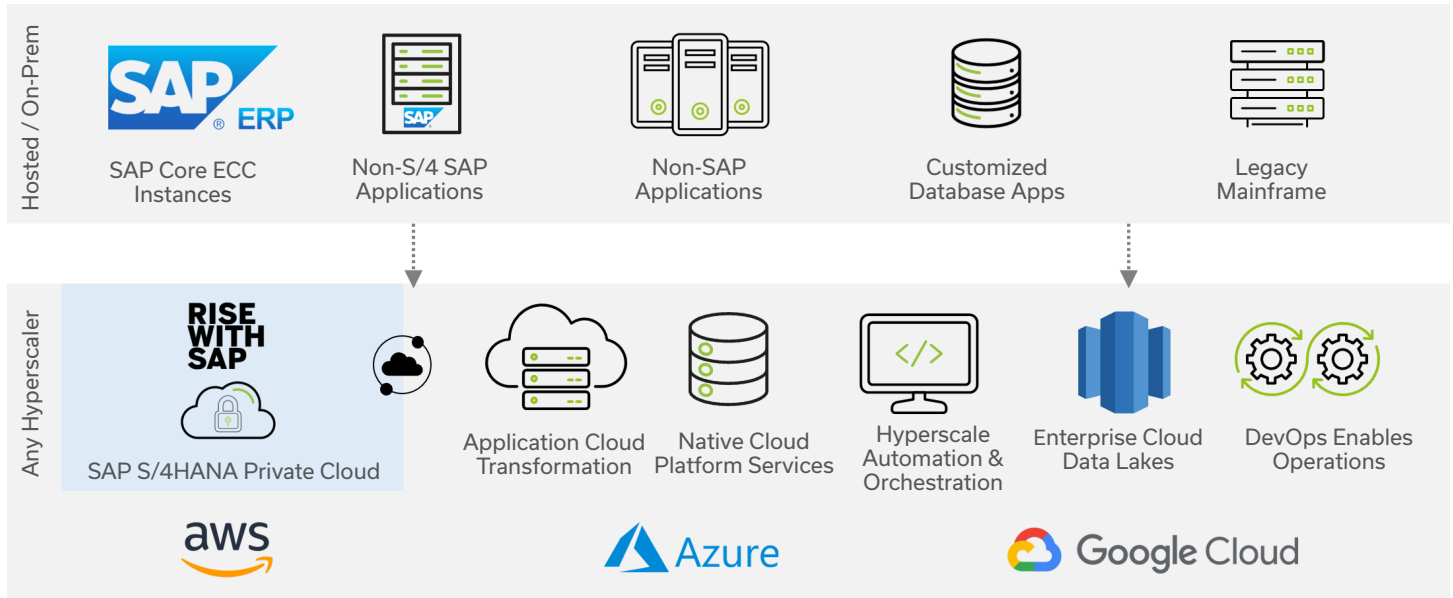 Hosted / On-Prem
SAP
® ERP
SAP Core ECC
Instances
SAP
Non-S/4 SAP
Applications
Non-SAP
Applications
Customized
Database Apps
Legacy
Mainframe
Any Hyperscaler
RISE
WITH
SAP
SAP S/4HANA Private Cloud
Application Cloud
Transformation
Native Cloud
Platform Services
</>
Hyperscale
Automation &
Orchestration
Enterprise Cloud
Data Lakes
DevOps Enables
Operations
aws
Azure
Google Cloud